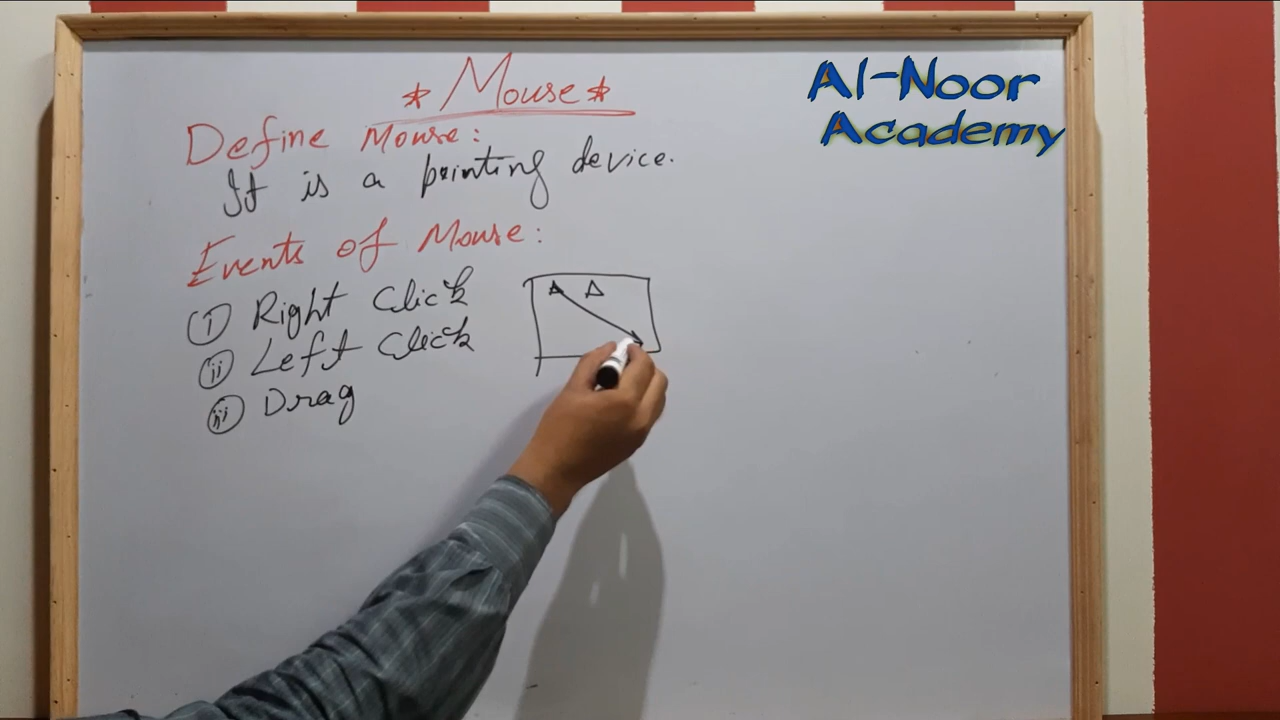 * Mouse *
Al-Noor
Academy
Define Mouse:
It is a pointing device.
Events of Mouse:
(i) Right Click
(ii) Left Click
(iii) Drag